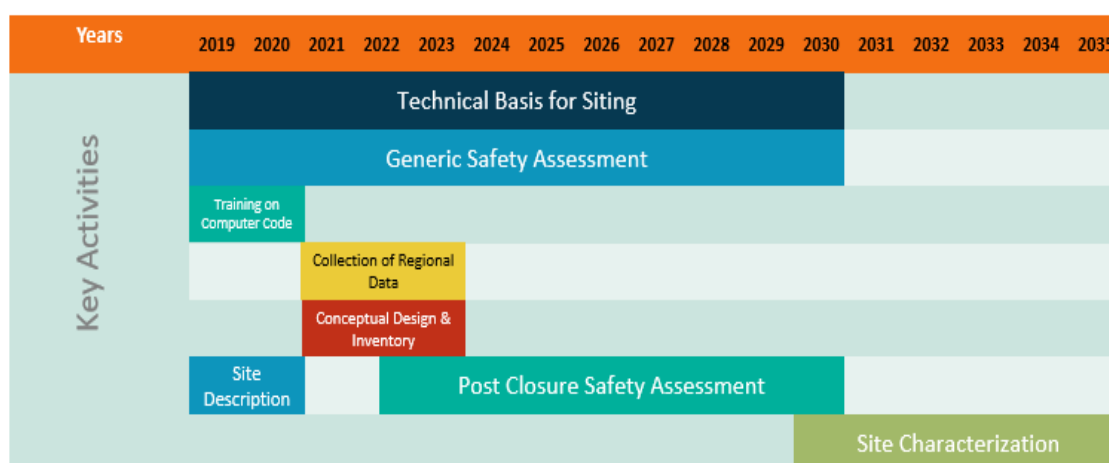 Years
2019 2020 2021 2022 2023 2024 2025 2026 2027 2028 2029 2030 2031 2032 2033 2034 2035
Key Activities
Technical Basis for Siting
Generic Safety Assessment
Training on
Computer Code
Collection of Regional
Data
Conceptual Design &
Inventory
Site
Description
Post Closure Safety Assessment
Site Characterization